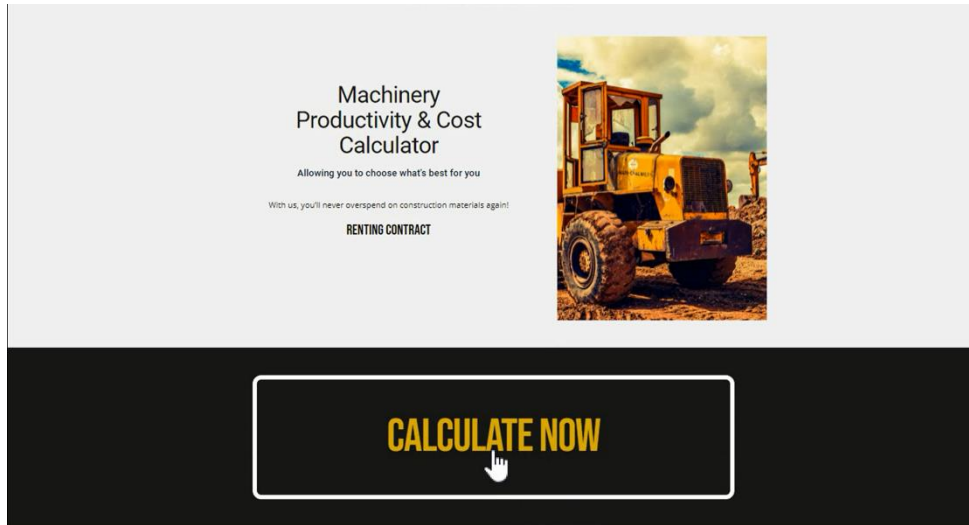 Machinery
Productivity & Cost
Calculator
Allowing you to choose what's best for you
With us, you'll never overspend on construction materials again!
RENTING CONTRACT
CALCULATE NOW